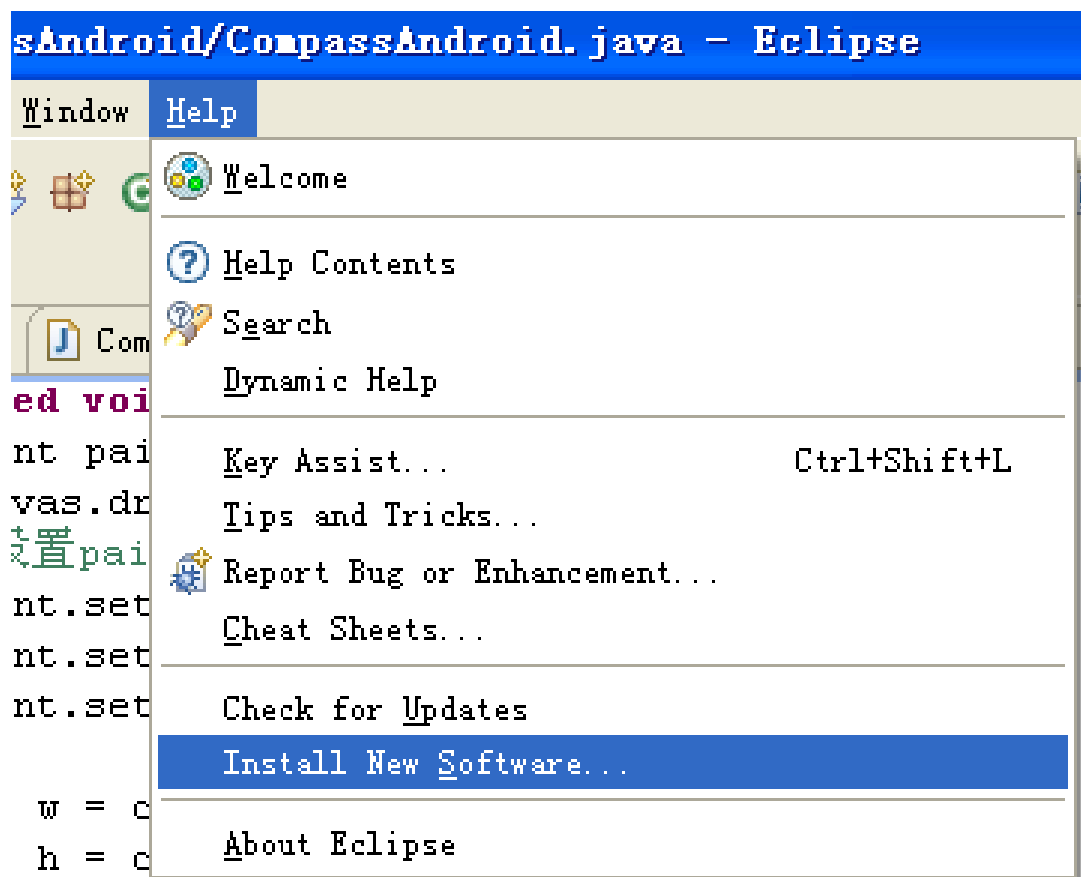 sAndroid/CompassAndroid.java - Eclipse
Window Help
Welcome
Help Contents
Search
Dynamic Help
Key Assist... Ctrl+Shift+L
Tips and Tricks...
Report Bug or Enhancement...
Cheat Sheets...
Check for Updates
Install New Software...
About Eclipse
Com
ed voi
nt pai
vas.dr
置pai
nt.set
nt.set
nt.set
w = c
h = c